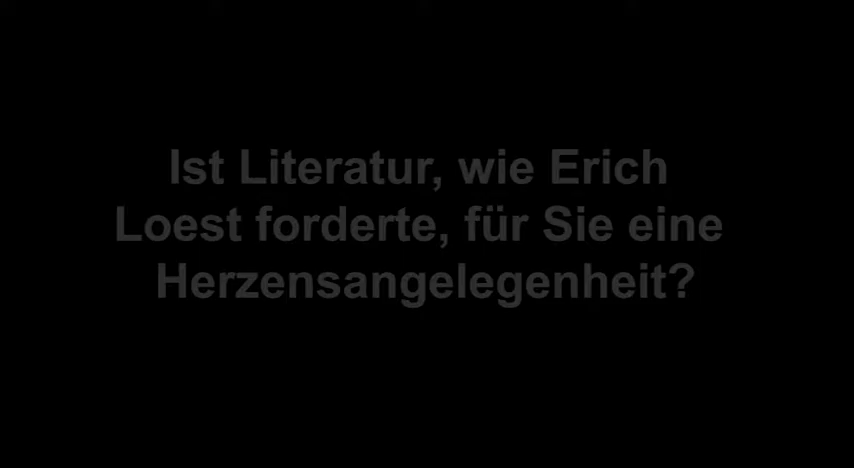 Ist Literatur, wie Erich
Loest forderte, für Sie eine
Herzensangelegenheit?